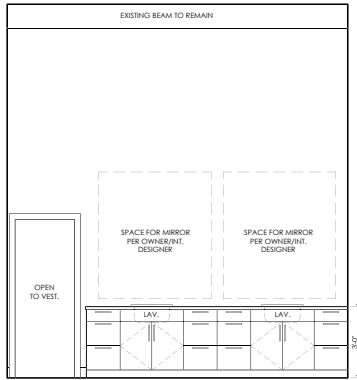 EXISTING BEAM TO REMAIN
SPACE FOR MIRROR
PER OWNER/INT.
DESIGNER
SPACE FOR MIRROR
PER OWNER/INT.
DESIGNER
OPEN
TO VEST.
LAV.
LAV.
3'-0"